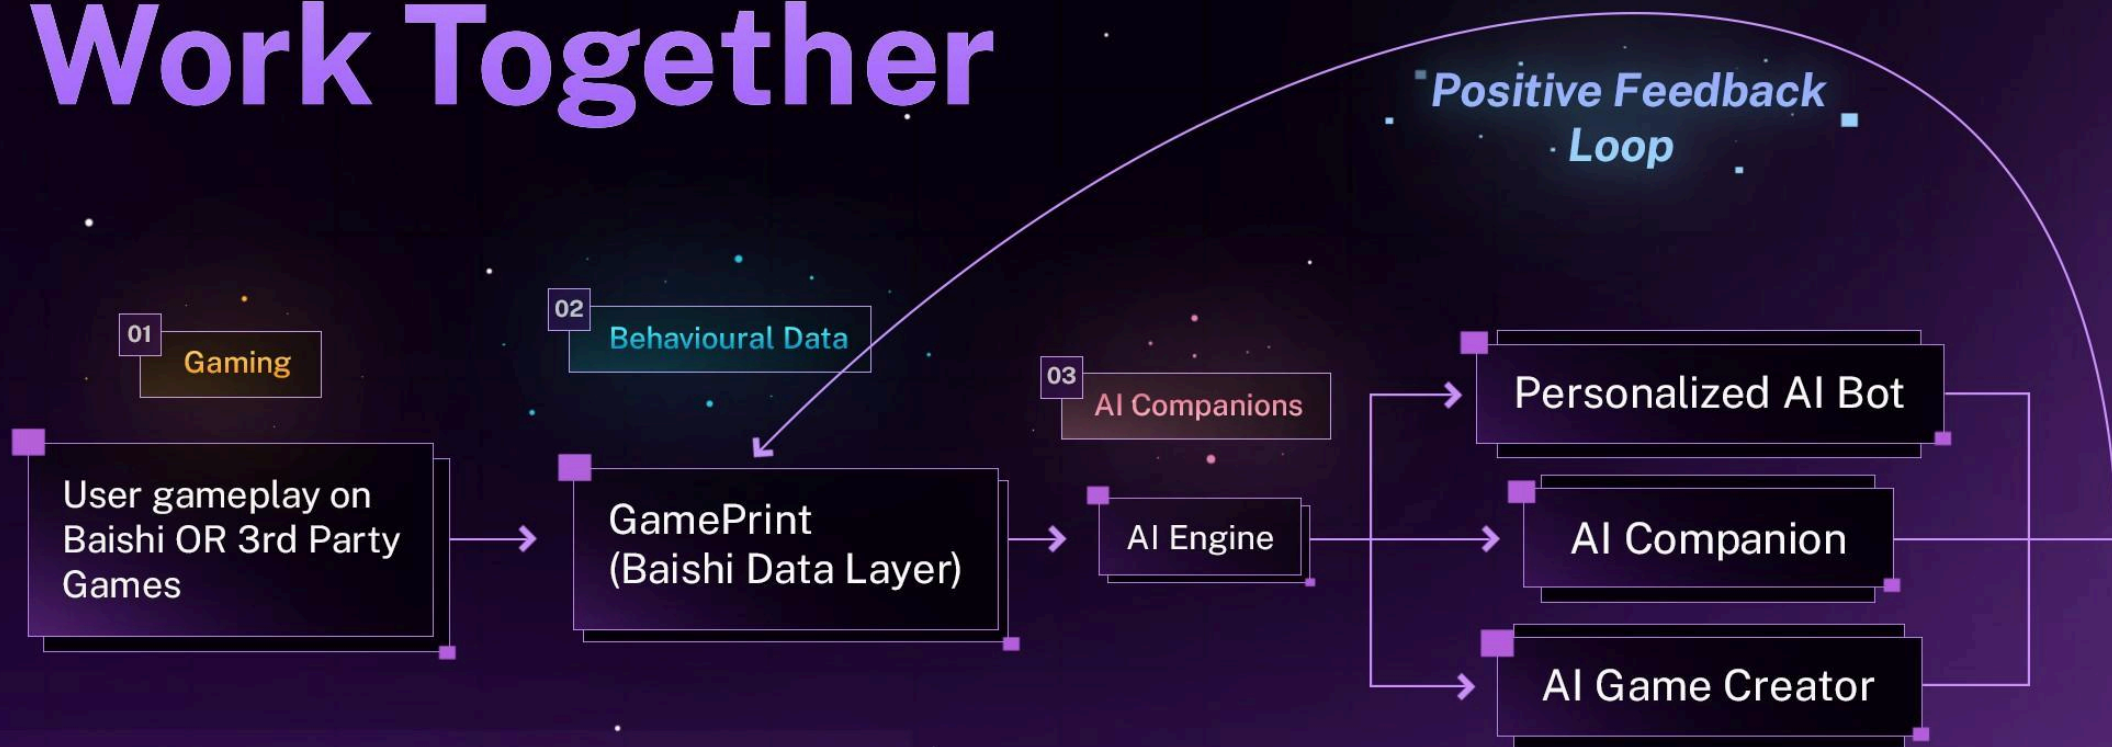 Work Together
Positive Feedback
Loop
01
Gaming
02
Behavioural Data
03
AI Companions
User gameplay on
Baishi OR 3rd Party
Games
GamePrint
(Baishi Data Layer)
AI Engine
Personalized AI Bot
AI Companion
AI Game Creator